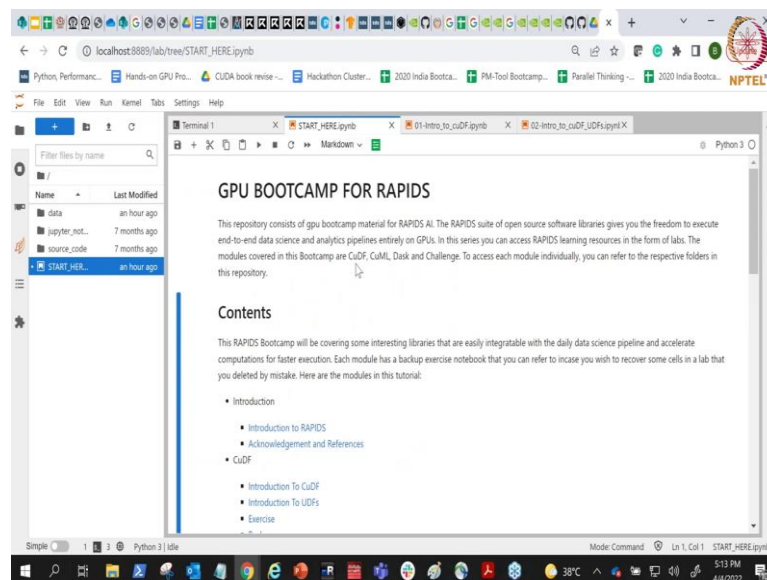 localhost:8889/lab/tree/START_HERE.ipynb
Python, Performanc... Hands-on GPU Pro... CUDA book revise -... Hackathon Cluster... 2020 India Bootca... PM-Tool Bootcamp... Parallel Thinking -... 2020 India Bootca...
NPTEL
File Edit View Run Kernel Tabs Settings Help
Terminal 1 START_HERE.ipynb 01-Intro_to_cuDF.ipynb 02-Intro_to_cuDF_UDFs.ipynb
Markdown Python 3
Filter files by name
/
Name Last Modified
data an hour ago
jupyter_not... 7 months ago
source_code 7 months ago
START_HER... an hour ago
GPU BOOTCAMP FOR RAPIDS
This repository consists of gpu bootcamp material for RAPIDS AI. The RAPIDS suite of open source software libraries gives you the freedom to execute
end-to-end data science and analytics pipelines entirely on GPUs. In this series you can access RAPIDS learning resources in the form of labs. The
modules covered in this Bootcamp are CuDF, CuML, Dask and Challenge. To access each module individually, you can refer to the respective folders in
this repository.
Contents
This RAPIDS Bootcamp will be covering some interesting libraries that are easily integratable with the daily data science pipeline and accelerate
computations for faster execution. Each module has a backup exercise notebook that you can refer to incase you wish to recover some cells in a lab that
you deleted by mistake. Here are the modules in this tutorial:
Introduction
Introduction to RAPIDS
Acknowledgement and References
CuDF
Introduction To CuDF
Introduction To UDFs
Exercise
Simple 1 3 Python 3 | Idle Mode: Command Ln 1, Col 1 START_HERE.ipynb
38°C 5:13 PM
4/4/2022